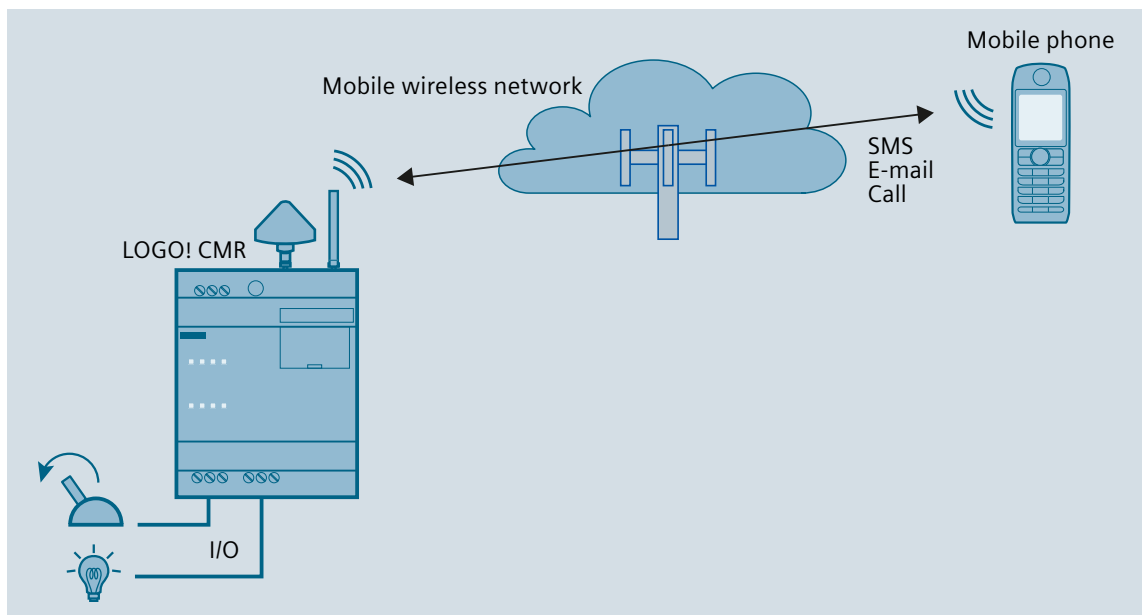 Mobile phone
Mobile wireless network
SMS
E-mail
Call
LOGO! CMR
I/O